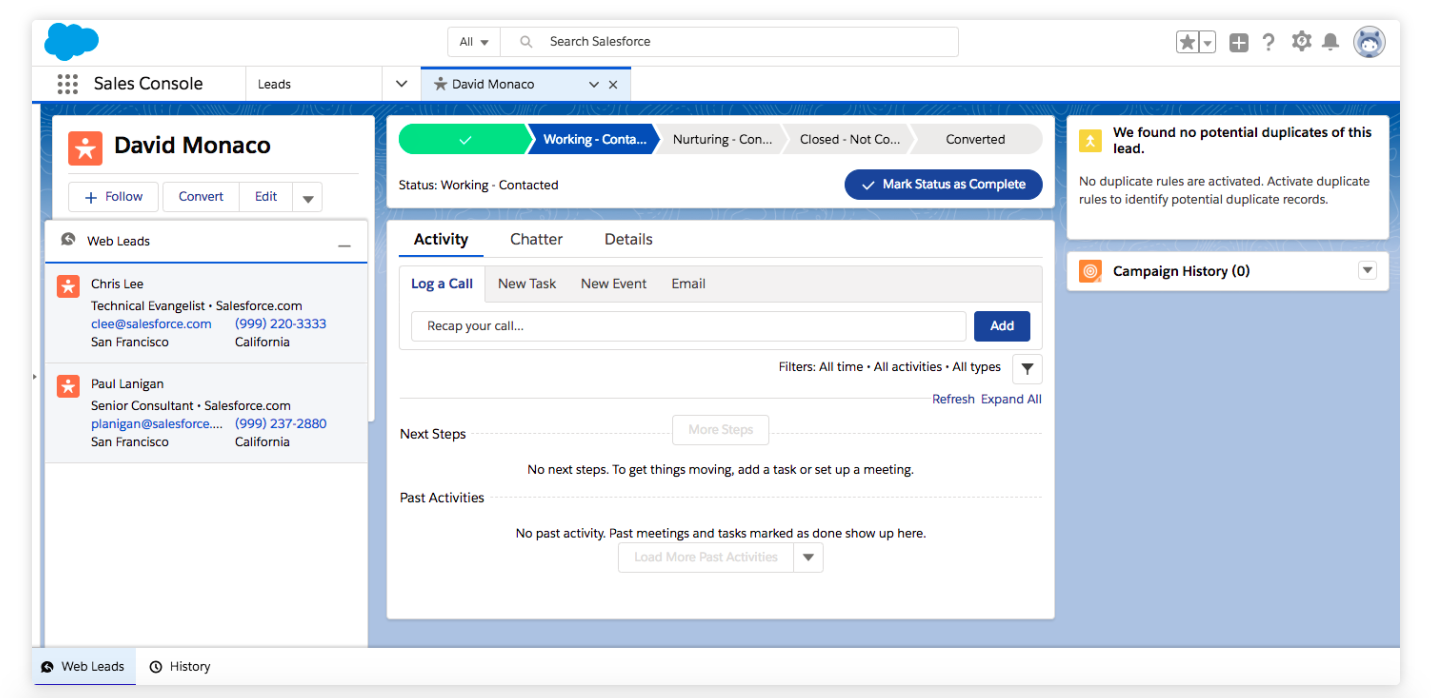 All
Search Salesforce
Sales Console
Leads
David Monaco
David Monaco
Follow
Convert
Edit
Web Leads
Chris Lee
Technical Evangelist • Salesforce.com
clee@salesforce.com (999) 220-3333
San Francisco California
Paul Lanigan
Senior Consultant • Salesforce.com
planigan@salesforce.... (999) 237-2880
San Francisco California
Working - Conta...
Nurturing - Con...
Closed - Not Co...
Converted
Status: Working - Contacted
Mark Status as Complete
Activity
Chatter
Details
Log a Call
New Task
New Event
Email
Recap your call...
Add
Filters: All time • All activities • All types
Refresh Expand All
Next Steps
More Steps
No next steps. To get things moving, add a task or set up a meeting.
Past Activities
No past activity. Past meetings and tasks marked as done show up here.
Load More Past Activities
We found no potential duplicates of this
lead.
No duplicate rules are activated. Activate duplicate
rules to identify potential duplicate records.
Campaign History (0)
Web Leads
History